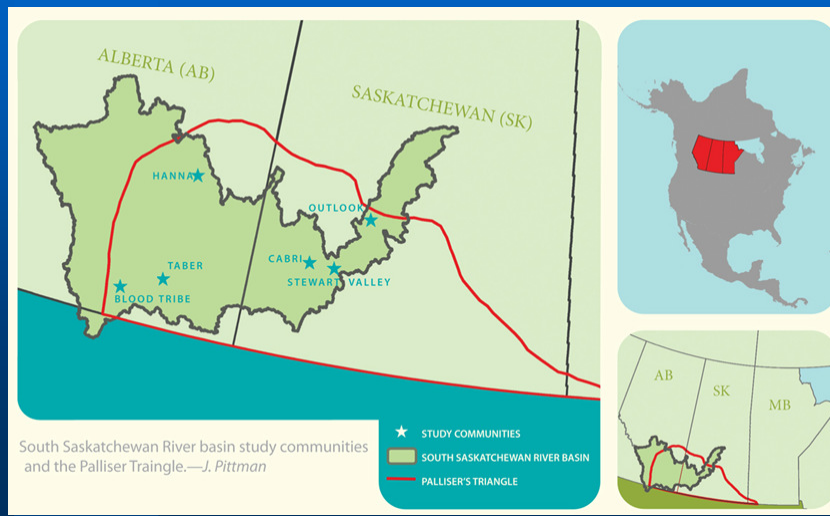 ALBERTA (AB)
SASKATCHEWAN (SK)
HANNA
OUTLOOK
CABRI
STEWART VALLEY
TABER
BLOOD TRIBE
STUDY COMMUNITIES
SOUTH SASKATCHEWAN RIVER BASIN
PALLISER'S TRIANGLE
South Saskatchewan River basin study communities
and the Palliser Traingle.—J. Pittman
AB
SK
MB